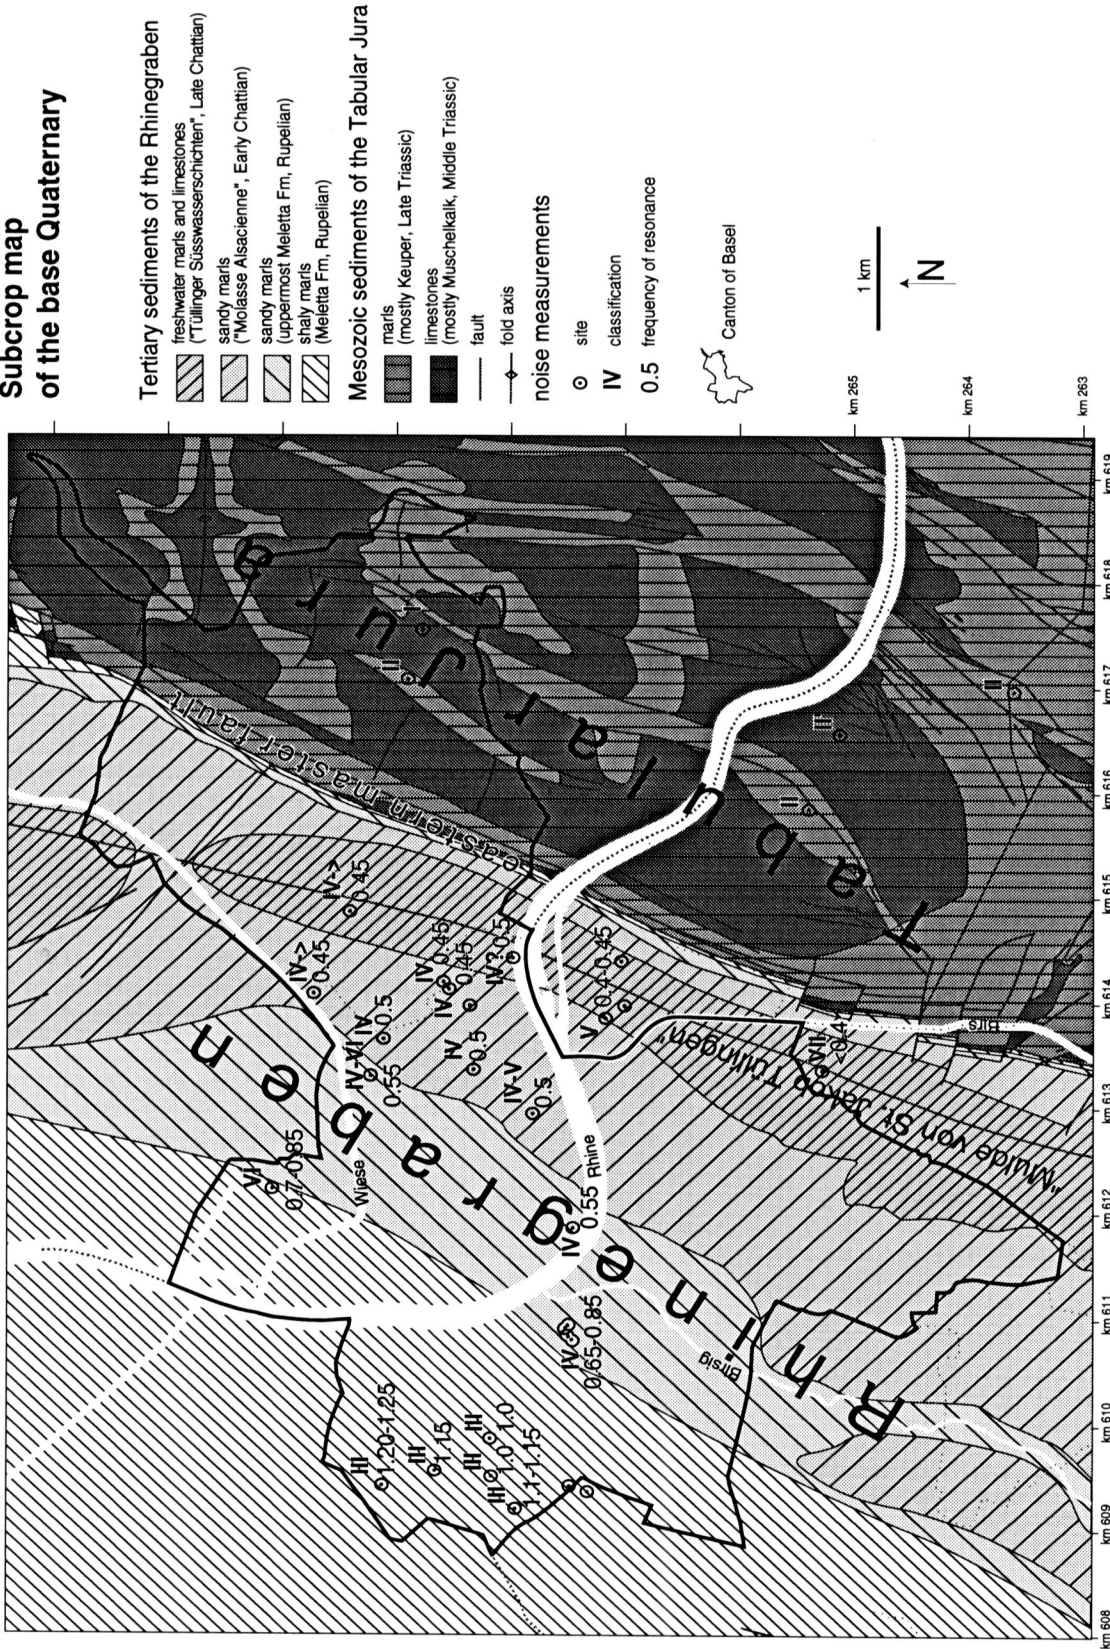 Subcrop map
of the base Quaternary
Tertiary sediments of the Rhinegraben
freshwater marls and limestones
("Tüllinger Süsswasserschichten", Late Chattian)
sandy marls
("Molasse Alsacienne", Early Chattian)
sandy marls
(uppermost Meletta Fm, Rupelian)
shaly marls
(Meletta Fm, Rupelian)
Mesozoic sediments of the Tabular Jura
marls
(mostly Keuper, Late Triassic)
limestones
(mostly Muschelkalk, Middle Triassic)
fault
fold axis
noise measurements
site
IV classification
0.5 frequency of resonance
Canton of Basel
1 km
N
km 265
km 264
km 263
km 608
km 609
km 610
km 611
km 612
km 613
km 614
km 615
km 616
km 617
km 618
km 619
Rhinegraben
Tabular Jura
eastern master fault
"Mulde von St. Jakob Tüllingen"
Rhine
Wiese
Birsig
Birs
III
1.20-1.25
III
1.15
III
1.0
III
1.0
III
1.1-1.15
IV
0.65-0.85
IV
0.55
VI
0.7-0.85
IV-VI
0.55
IV
0.5
IV->
0.45
IV->
0.45
IV
0.45
IV
0.45
IV?
0.5
IV
0.5
IV-V
0.5
V
0.4-0.45
VII
II
II
III
II